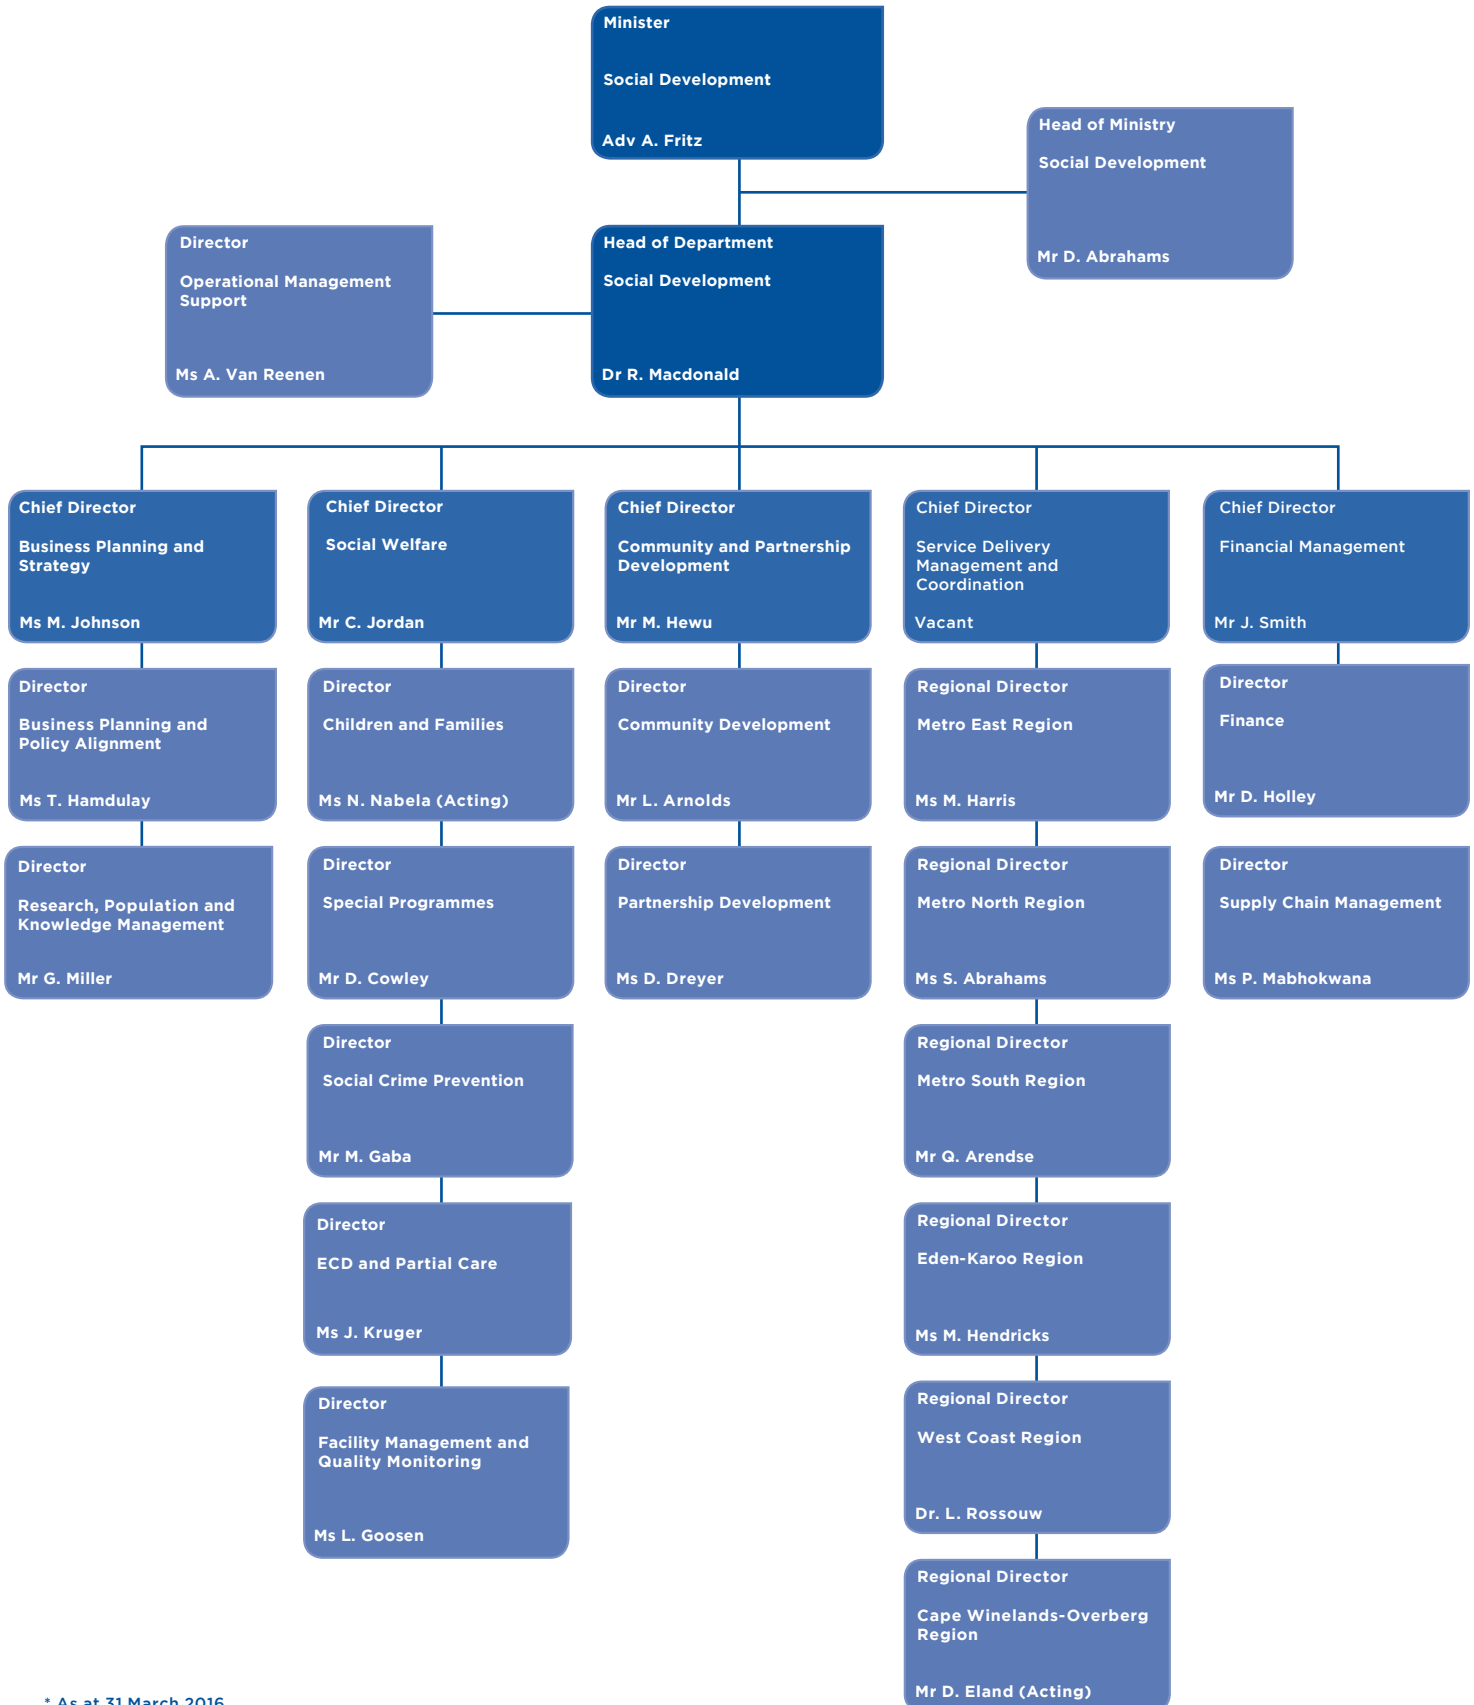 Minister
Social Development
Adv A. Fritz
Head of Ministry
Social Development
Mr D. Abrahams
Director
Operational Management
Support
Ms A. Van Reenen
Head of Department
Social Development
Dr R. Macdonald
Chief Director
Business Planning and
Strategy
Ms M. Johnson
Director
Business Planning and
Policy Alignment
Ms T. Hamdulay
Director
Research, Population and
Knowledge Management
Mr G. Miller
Chief Director
Social Welfare
Mr C. Jordan
Director
Children and Families
Ms N. Nabela (Acting)
Director
Special Programmes
Mr D. Cowley
Director
Social Crime Prevention
Mr M. Gaba
Director
ECD and Partial Care
Ms J. Kruger
Director
Facility Management and
Quality Monitoring
Ms L. Goosen
Chief Director
Community and Partnership
Development
Mr M. Hewu
Director
Community Development
Mr L. Arnolds
Director
Partnership Development
Ms D. Dreyer
Chief Director
Service Delivery
Management and
Coordination
Vacant
Regional Director
Metro East Region
Ms M. Harris
Regional Director
Metro North Region
Ms S. Abrahams
Regional Director
Metro South Region
Mr Q. Arendse
Regional Director
Eden-Karoo Region
Ms M. Hendricks
Regional Director
West Coast Region
Dr. L. Rossouw
Regional Director
Cape Winelands-Overberg
Region
Mr D. Eland (Acting)
Chief Director
Financial Management
Mr J. Smith
Director
Finance
Mr D. Holley
Director
Supply Chain Management
Ms P. Mabhokwana
* As at 31 March 2016